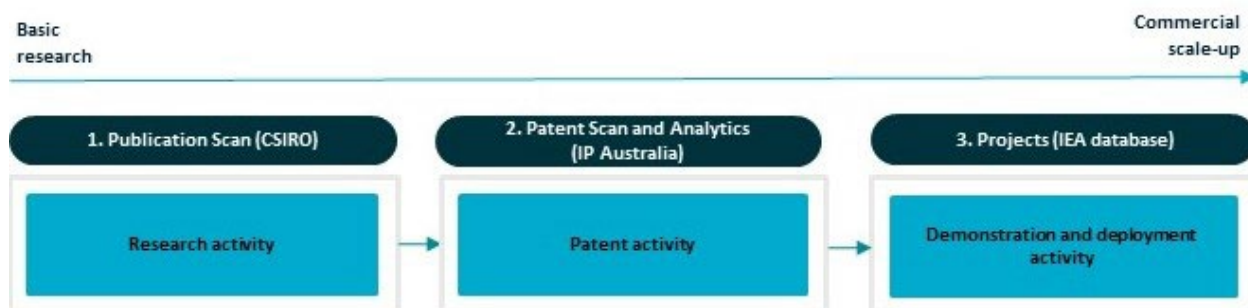 Basic
research
Commercial
scale-up
1. Publication Scan (CSIRO)
2. Patent Scan and Analytics
(IP Australia)
3. Projects (IEA database)
Research activity
Patent activity
Demonstration and deployment
activity